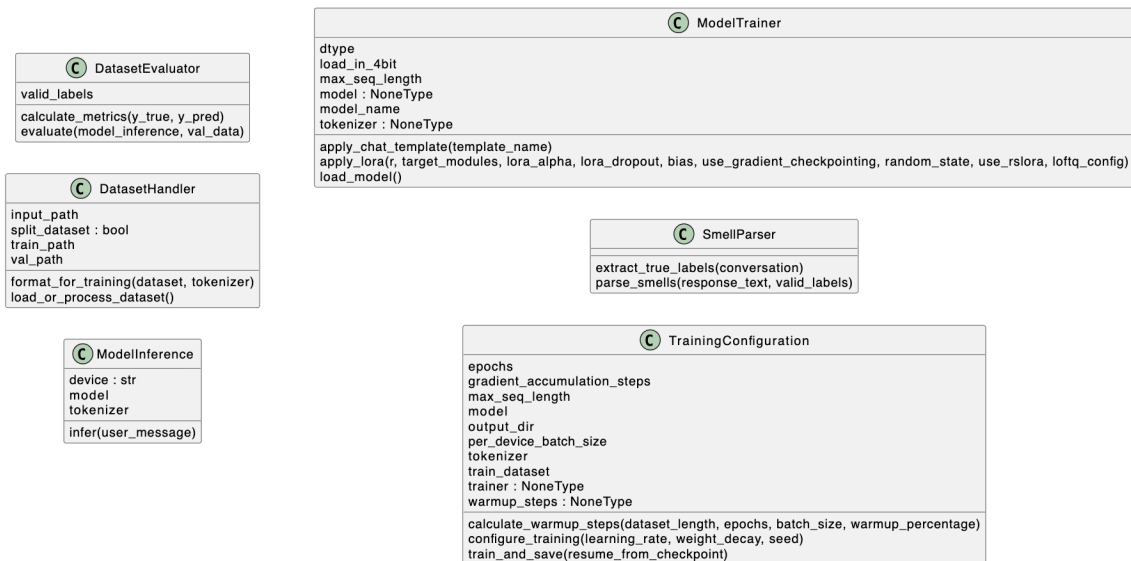 C DatasetEvaluator
valid_labels
calculate_metrics(y_true, y_pred)
evaluate(model_inference, val_data)
C DatasetHandler
input_path
split_dataset : bool
train_path
val_path
format_for_training(dataset, tokenizer)
load_or_process_dataset()
C ModelInference
device : str
model
tokenizer
infer(user_message)
C ModelTrainer
dtype
load_in_4bit
max_seq_length
model : NoneType
model_name
tokenizer : NoneType
apply_chat_template(template_name)
apply_lora(r, target_modules, lora_alpha, lora_dropout, bias, use_gradient_checkpointing, random_state, use_rslora, loftq_config)
load_model()
C SmellParser
extract_true_labels(conversation)
parse_smells(response_text, valid_labels)
C TrainingConfiguration
epochs
gradient_accumulation_steps
max_seq_length
model
output_dir
per_device_batch_size
tokenizer
train_dataset
trainer : NoneType
warmup_steps : NoneType
calculate_warmup_steps(dataset_length, epochs, batch_size, warmup_percentage)
configure_training(learning_rate, weight_decay, seed)
train_and_save(resume_from_checkpoint)